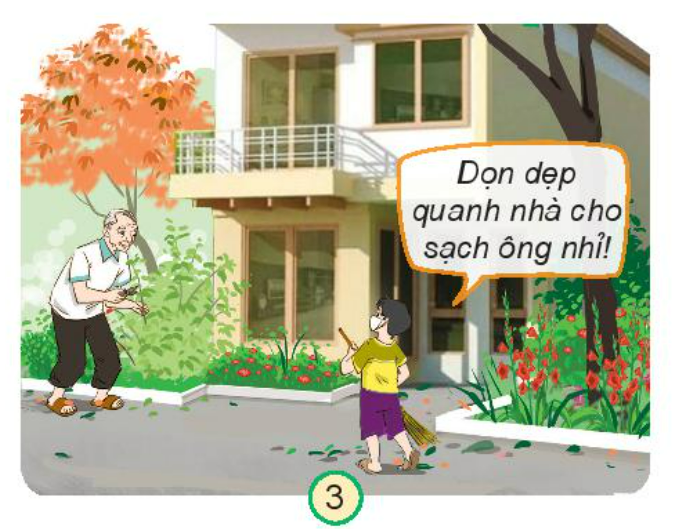 Dọn dẹp
quanh nhà cho
sạch ông nhỉ!
3